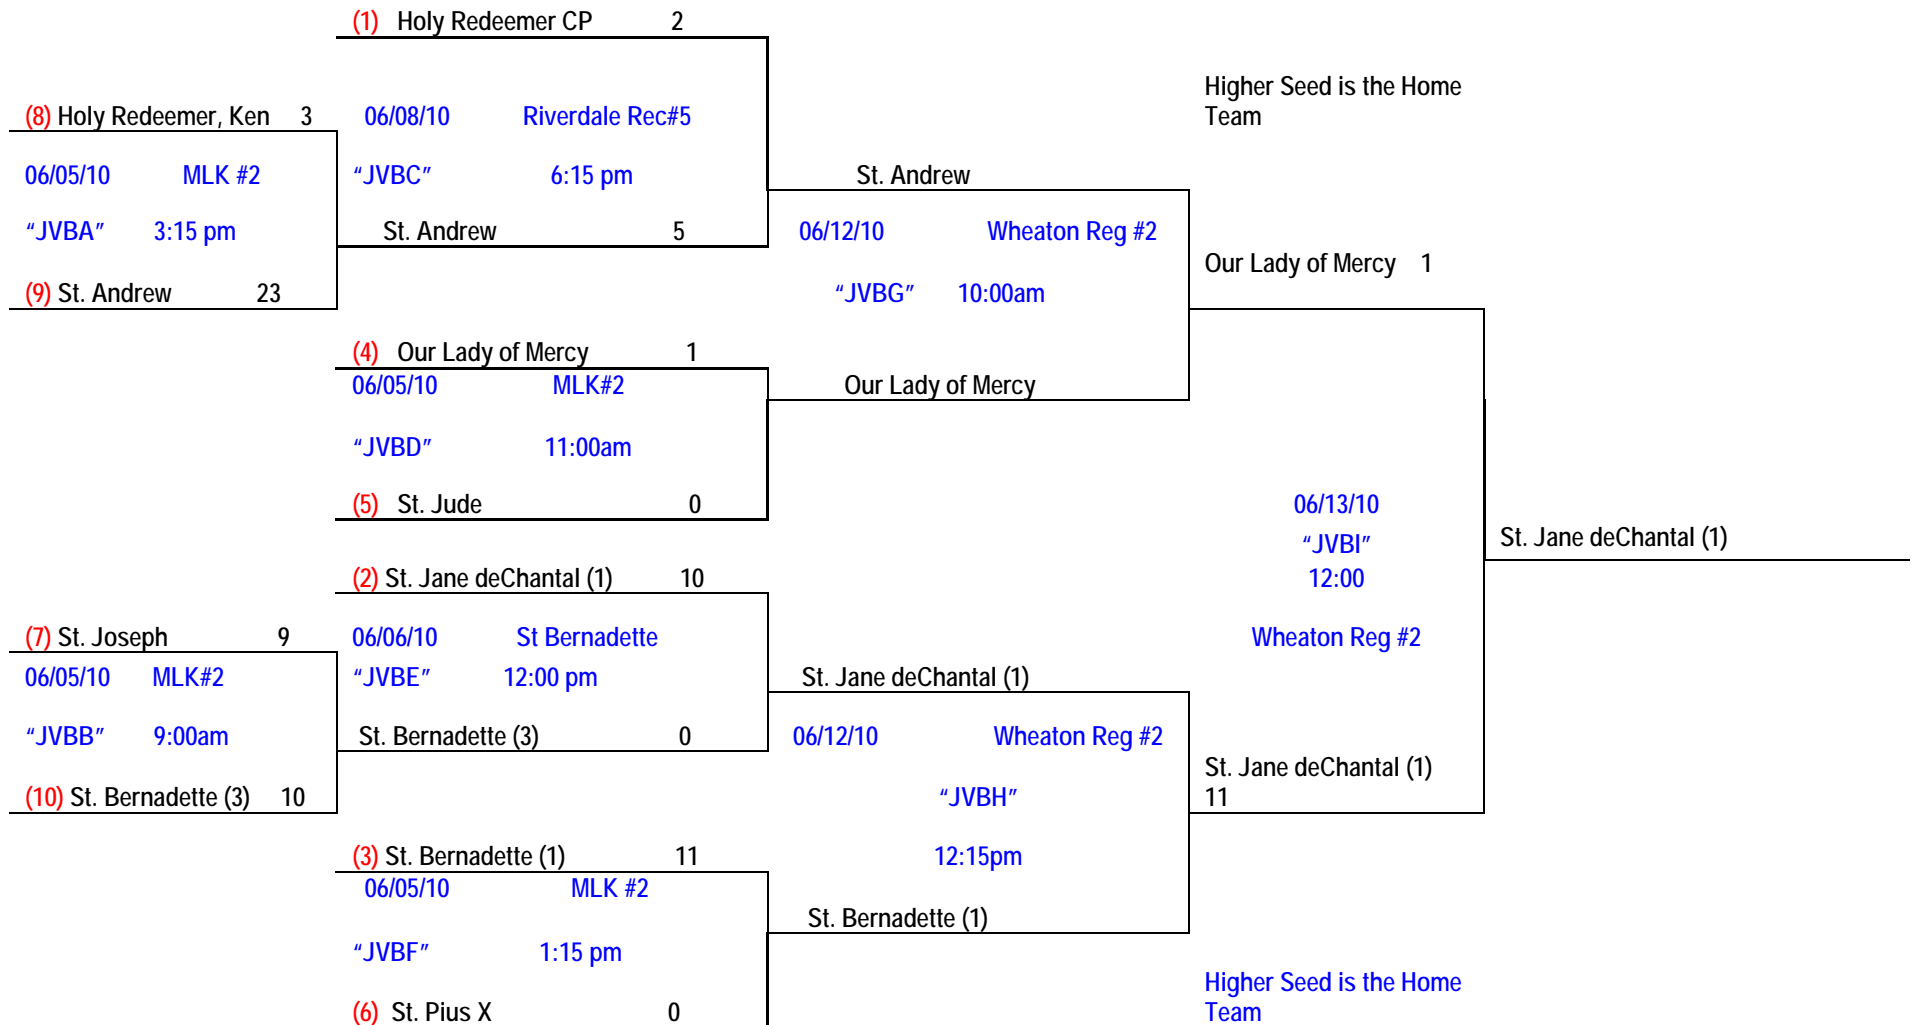 (1) Holy Redeemer CP 2
Higher Seed is the Home
Team
(8) Holy Redeemer, Ken 3
06/08/10 Riverdale Rec#5
06/05/10 MLK #2
"JVBC" 6:15 pm
St. Andrew
"JVBA" 3:15 pm
St. Andrew 5
06/12/10 Wheaton Reg #2
Our Lady of Mercy 1
(9) St. Andrew 23
"JVBG" 10:00am
(4) Our Lady of Mercy 1
06/05/10 MLK#2
Our Lady of Mercy
"JVBD" 11:00am
(5) St. Jude 0
06/13/10
"JVBI"
St. Jane deChantal (1)
12:00
(2) St. Jane deChantal (1) 10
(7) St. Joseph 9
06/06/10 St Bernadette
Wheaton Reg #2
06/05/10 MLK#2
"JVBE" 12:00 pm
St. Jane deChantal (1)
"JVBB" 9:00am
St. Bernadette (3) 0
06/12/10 Wheaton Reg #2
St. Jane deChantal (1)
11
(10) St. Bernadette (3) 10
"JVBH"
(3) St. Bernadette (1) 11
12:15pm
06/05/10 MLK #2
St. Bernadette (1)
"JVBF" 1:15 pm
Higher Seed is the Home
Team
(6) St. Pius X 0